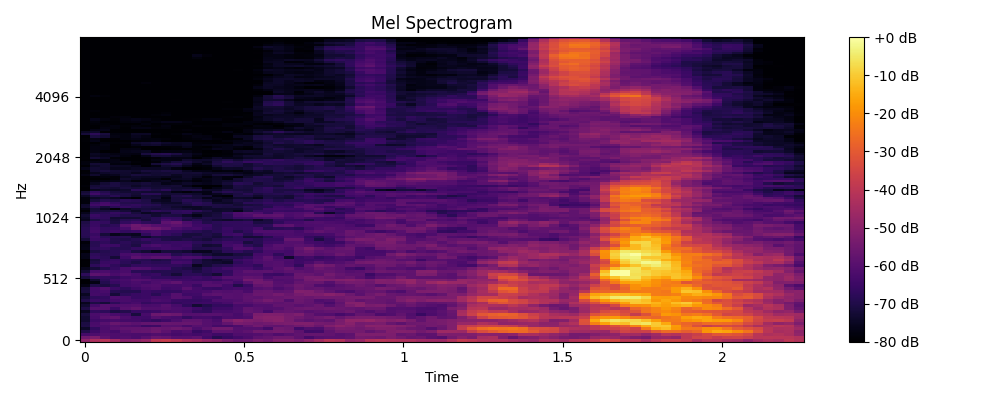 Mel Spectrogram
Hz
4096
2048
1024
512
0
0
0.5
1
1.5
2
Time
+0 dB
-10 dB
-20 dB
-30 dB
-40 dB
-50 dB
-60 dB
-70 dB
-80 dB